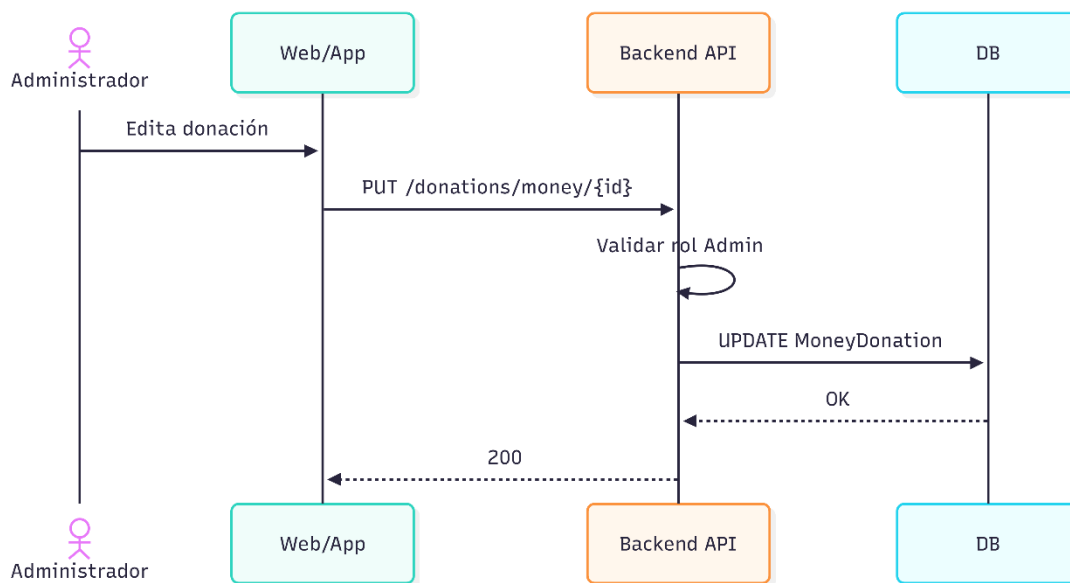 Administrador
Web/App
Backend API
DB
Edita donación
PUT /donations/money/{id}
Validar rol Admin
UPDATE MoneyDonation
OK
200
Administrador
Web/App
Backend API
DB